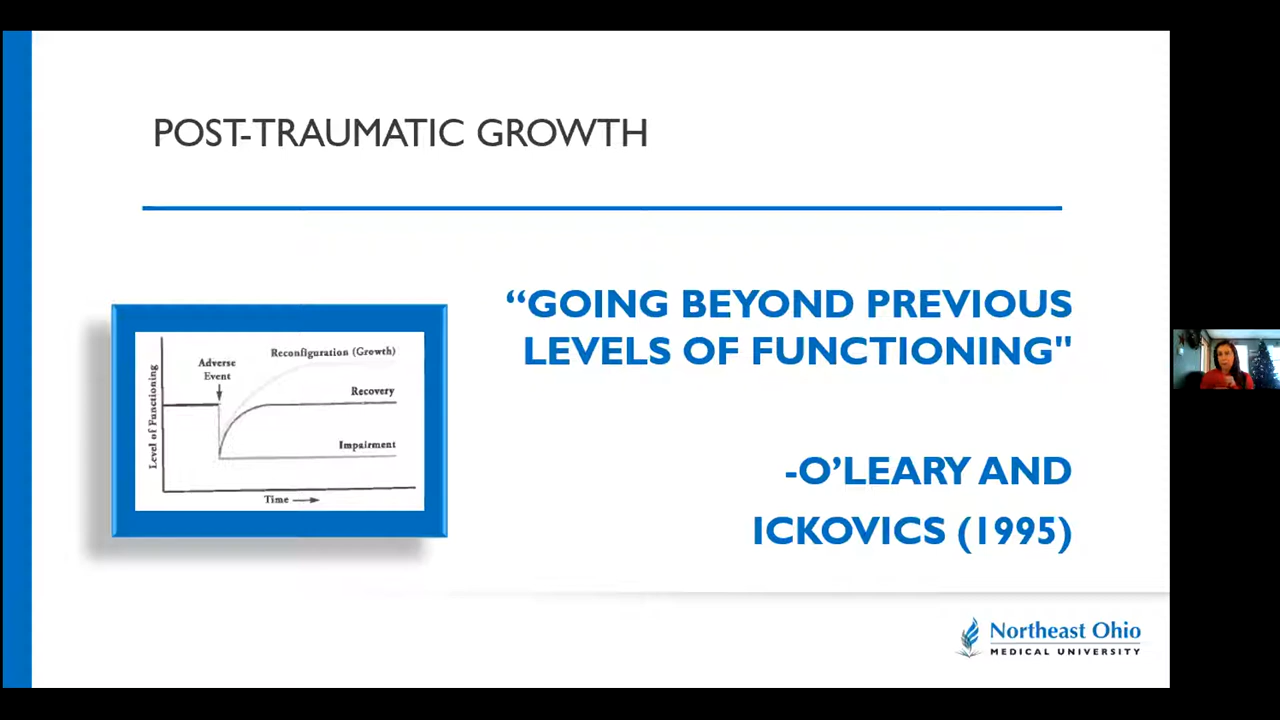 POST-TRAUMATIC GROWTH
“GOING BEYOND PREVIOUS
LEVELS OF FUNCTIONING"
-O’LEARY AND
ICKOVICS (1995)
Level of Functioning
Adverse
Event
Reconfiguration (Growth)
Recovery
Impairment
Time
Northeast Ohio
MEDICAL UNIVERSITY